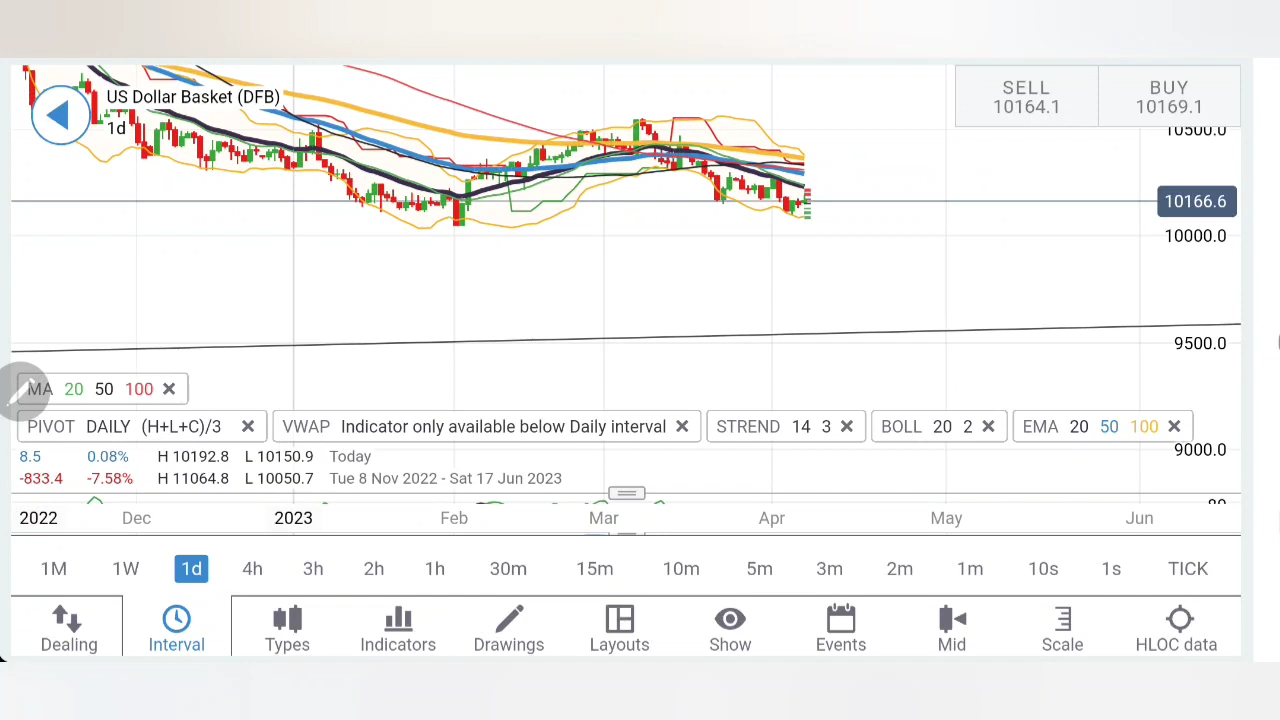 US Dollar Basket (DFB)
1d
SELL
10164.1
BUY
10169.1
10500.0
10166.6
10000.0
9500.0
MA 20 50 100
PIVOT DAILY (H+L+C)/3
VWAP Indicator only available below Daily interval
STREND 14 3
BOLL 20 2
EMA 20 50 100
9000.0
8.5 0.08% H 10192.8 L 10150.9 Today
-833.4 -7.58% H 11064.8 L 10050.7 Tue 8 Nov 2022 - Sat 17 Jun 2023
80
2022 Dec 2023 Feb Mar Apr May Jun
1M 1W 1d 4h 3h 2h 1h 30m 15m 10m 5m 3m 2m 1m 10s 1s TICK
Dealing Interval Types Indicators Drawings Layouts Show Events Mid Scale HLOC data